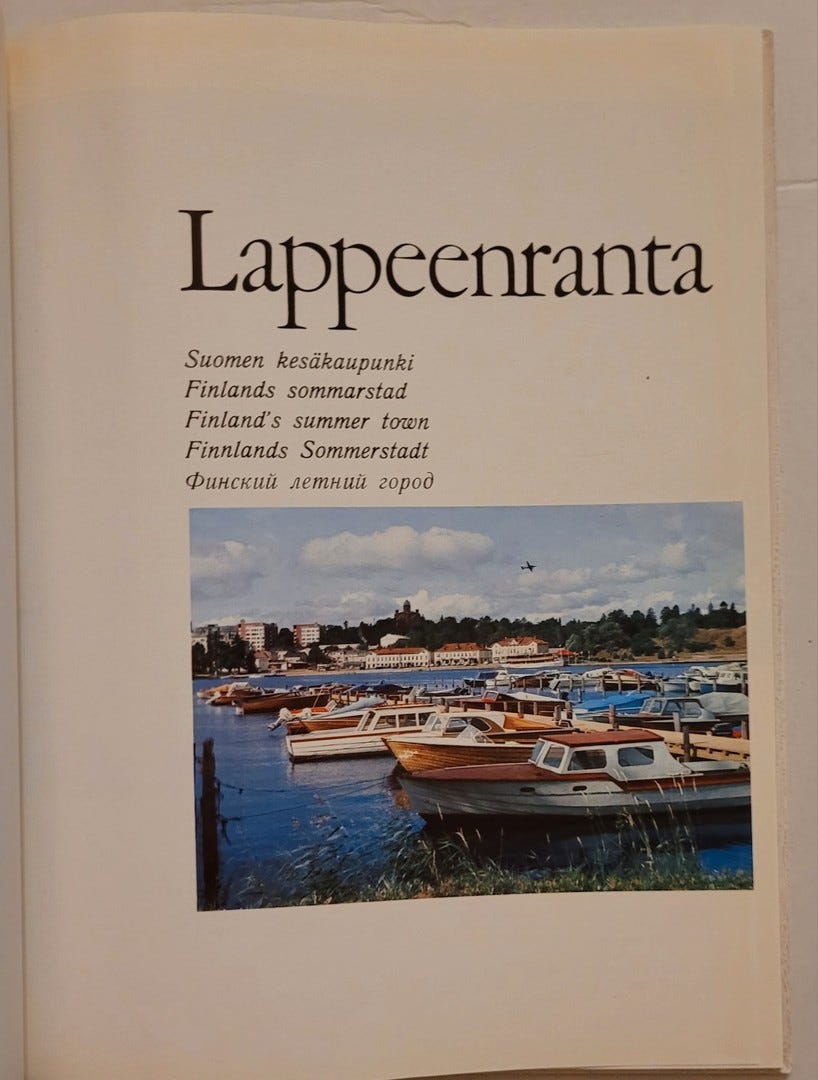 Lappeenranta
Suomen kesäkaupunki
Finlands sommarstad
Finland's summer town
Finnlands Sommerstadt
Финский летний город